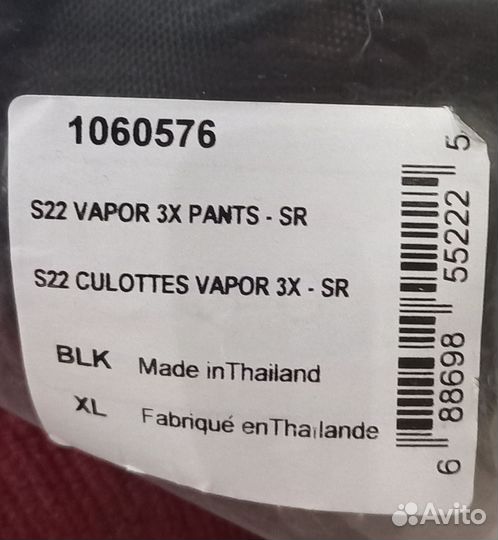 1060576
S22 VAPOR 3X PANTS - SR
S22 CULOTTES VAPOR 3X - SR
BLK Made inThailand
XL Fabriqué enThaılande
6 88698 55222 5
Avito